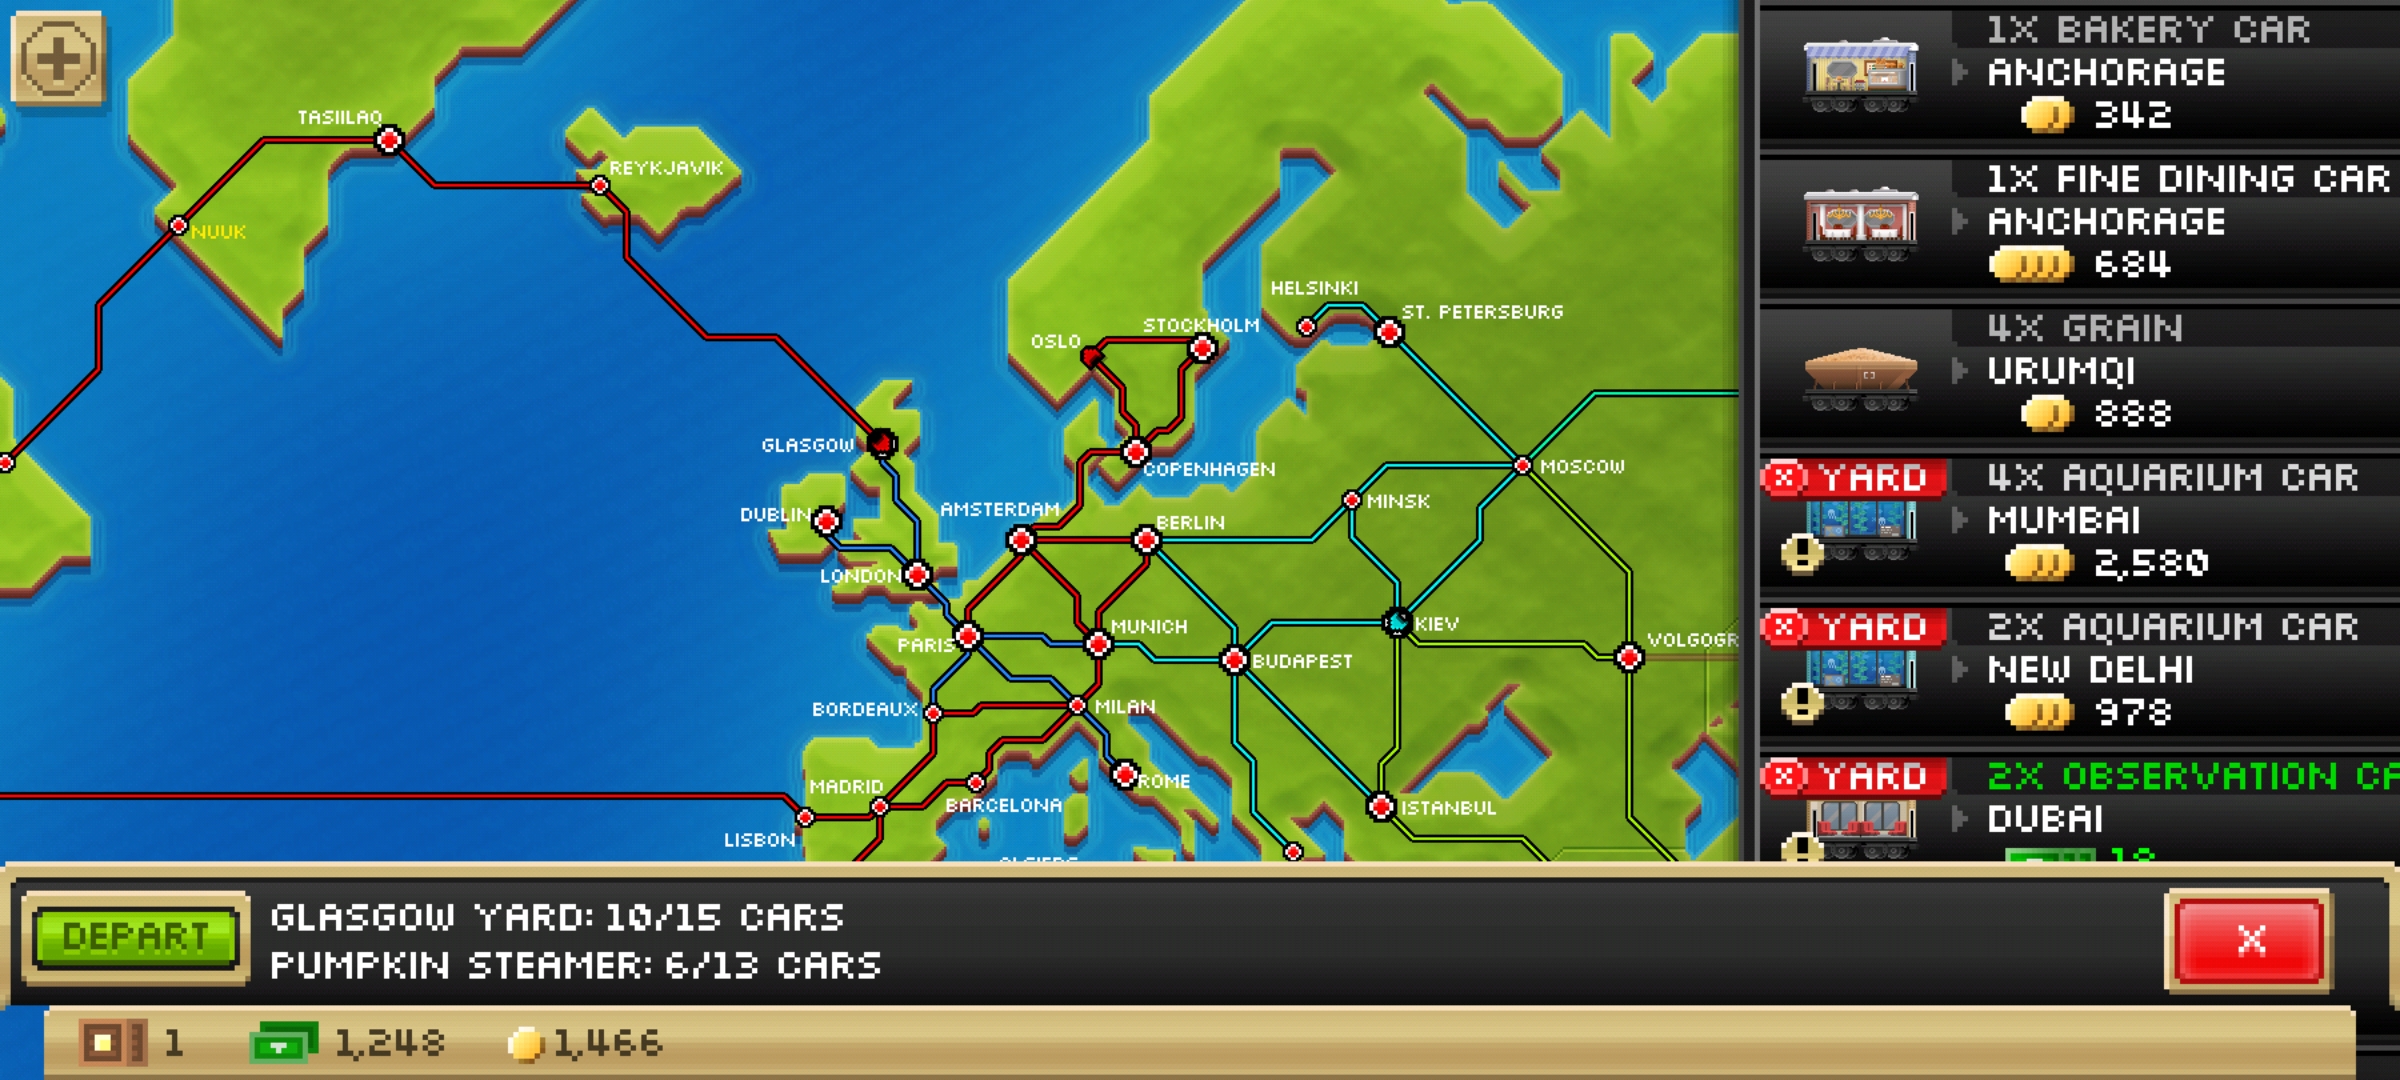 TASIILAQ
REYKJAVIK
NUUK
HELSINKI
ST. PETERSBURG
STOCKHOLM
OSLO
GLASGOW
COPENHAGEN
MOSCOW
MINSK
AMSTERDAM
DUBLIN
BERLIN
LONDON
KIEV
MUNICH
PARIS
BUDAPEST
VOLGOGR
BORDEAUX
MILAN
MADRID
ROME
BARCELONA
ISTANBUL
LISBON
1X BAKERY CAR
ANCHORAGE
342
1X FINE DINING CAR
ANCHORAGE
684
4X GRAIN
URUMQI
888
YARD
4X AQUARIUM CAR
MUMBAI
2,580
YARD
2X AQUARIUM CAR
NEW DELHI
978
YARD
2X OBSERVATION CA
DUBAI
DEPART
GLASGOW YARD: 10/15 CARS
PUMPKIN STEAMER: 6/13 CARS
X
1
1,248
1,466